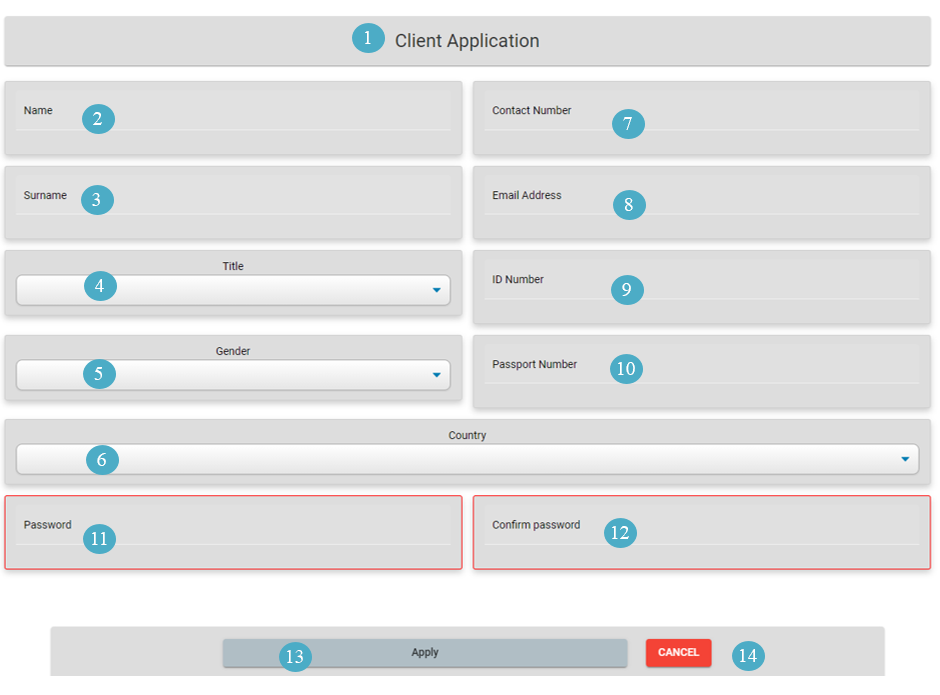 1 Client Application
Name 2
Contact Number 7
Surname 3
Email Address 8
Title
4
ID Number 9
Gender
5
Passport Number 10
Country
6
Password 11
Confirm password 12
13 Apply CANCEL 14